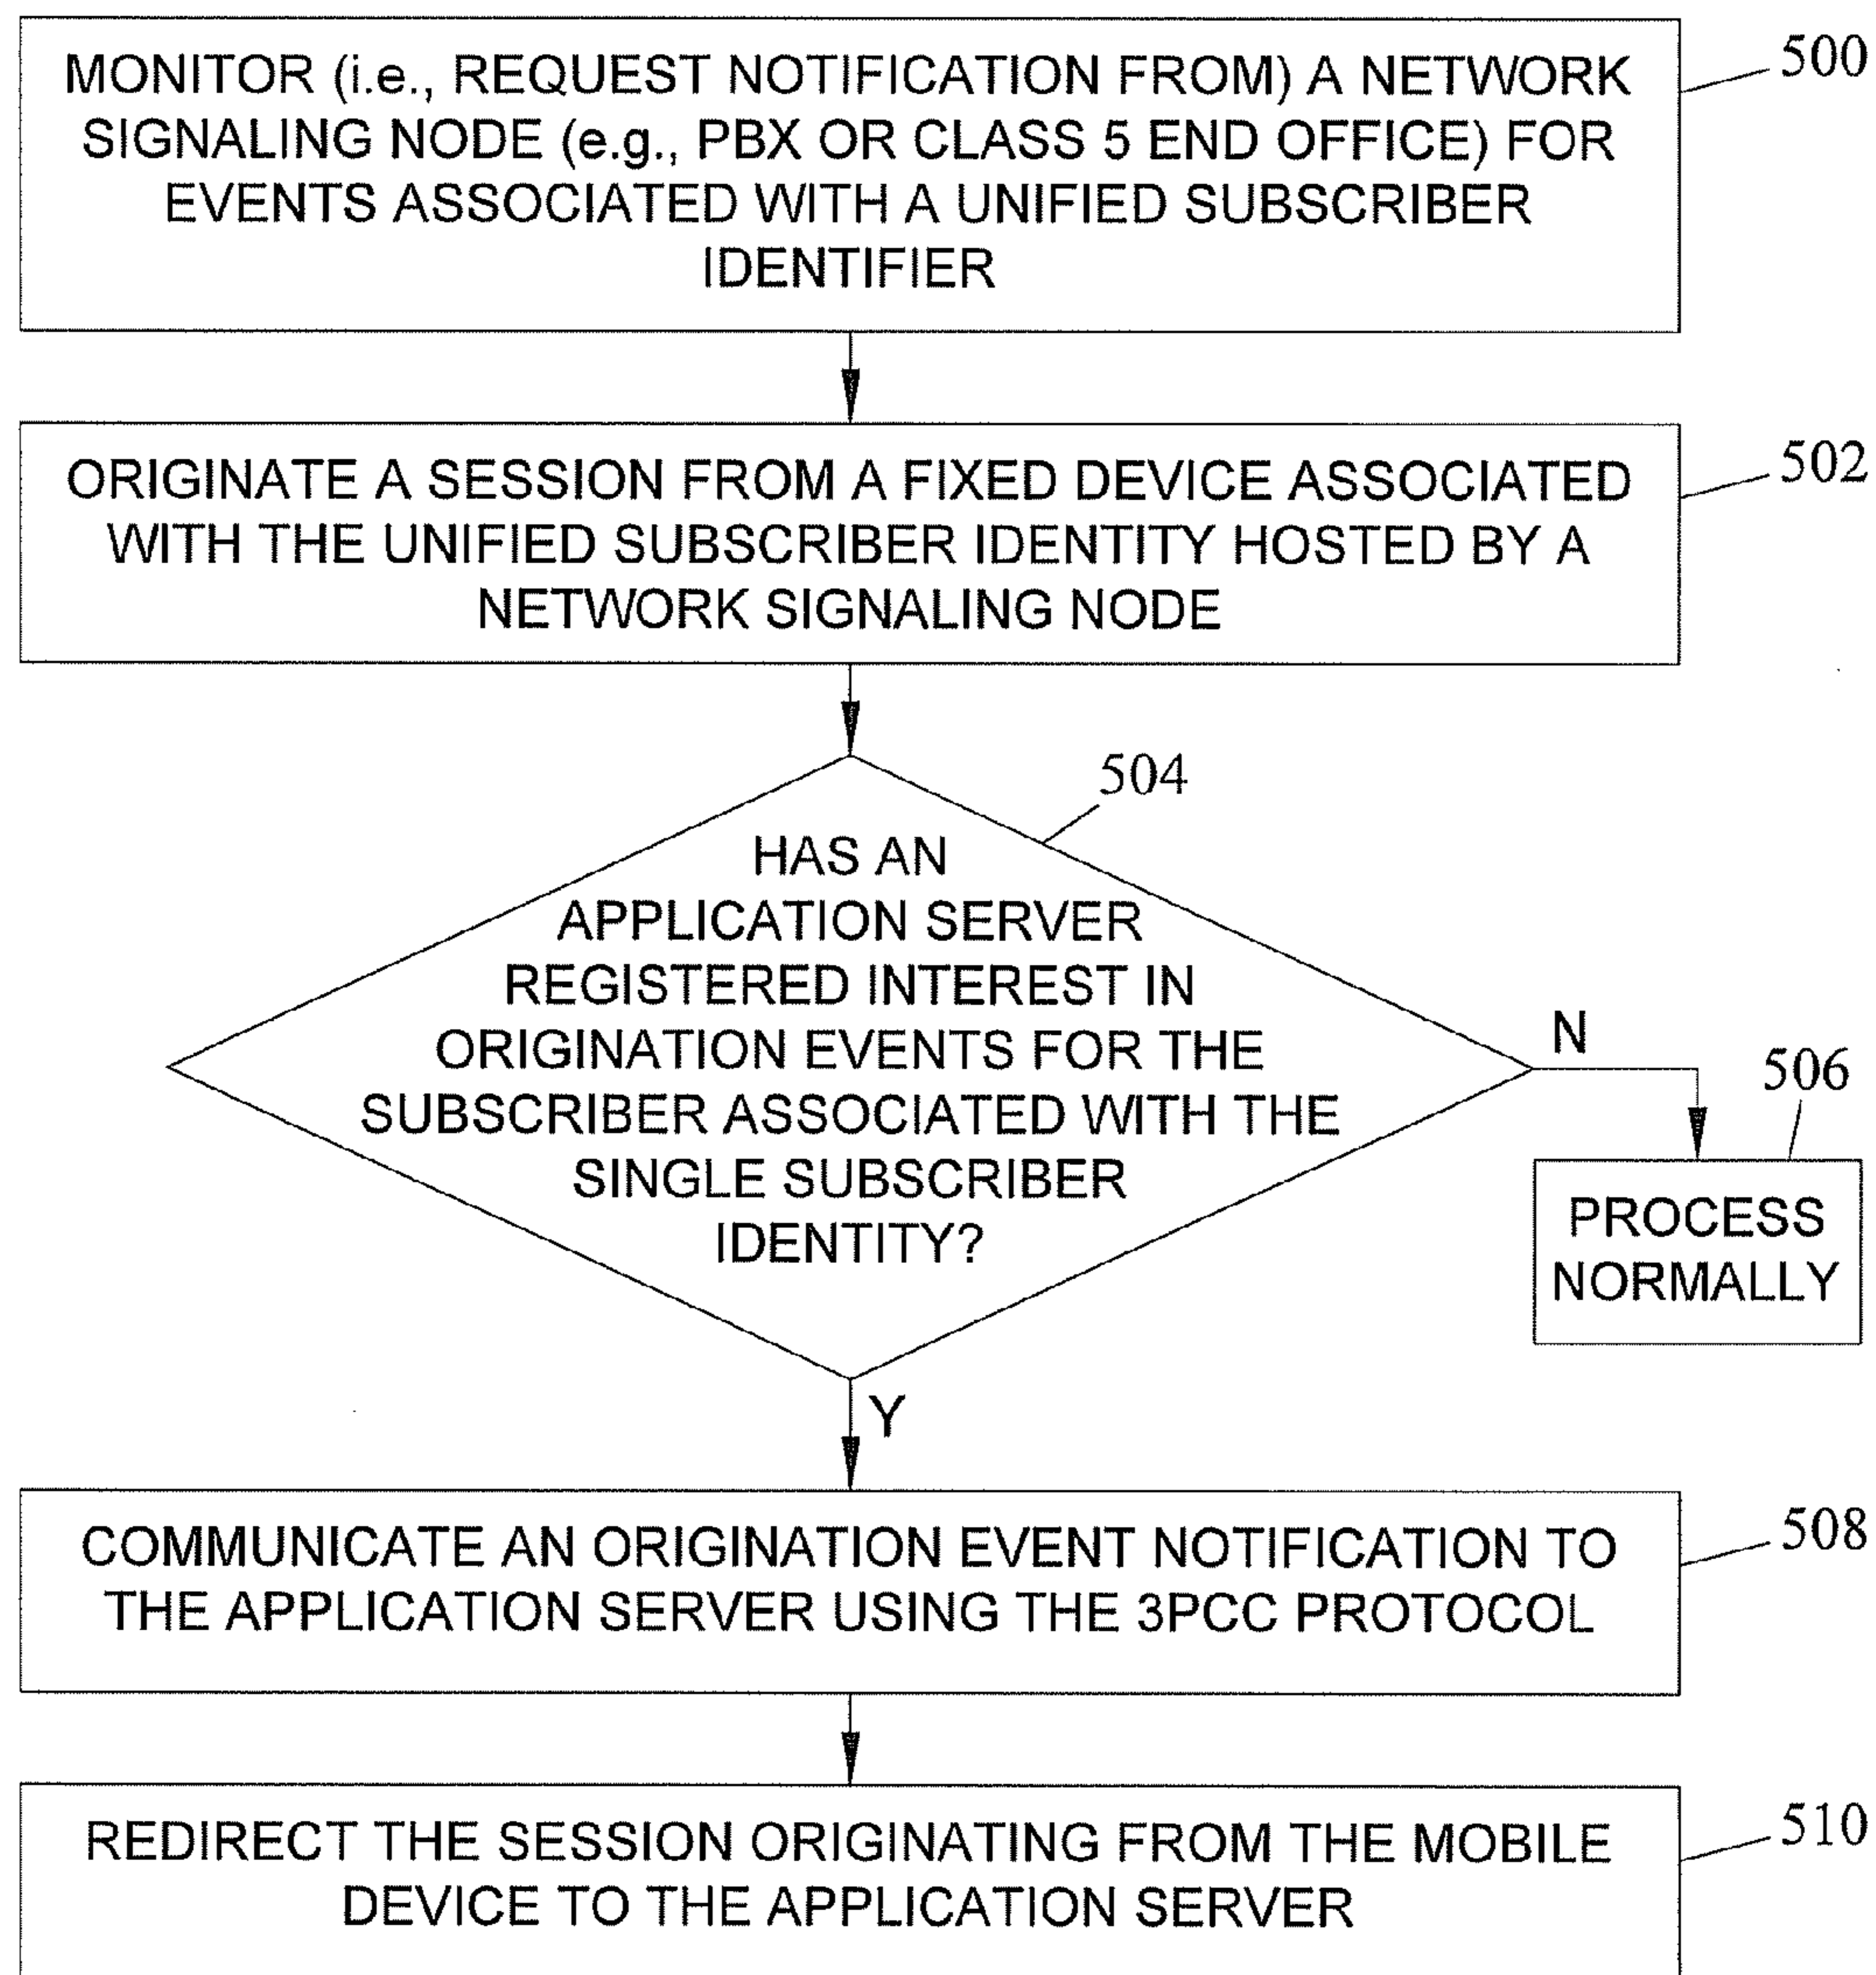 MONITOR (i.e., REQUEST NOTIFICATION FROM) A NETWORK
SIGNALING NODE (e.g., PBX OR CLASS 5 END OFFICE) FOR
EVENTS ASSOCIATED WITH A UNIFIED SUBSCRIBER
IDENTIFIER
500
ORIGINATE A SESSION FROM A FIXED DEVICE ASSOCIATED
WITH THE UNIFIED SUBSCRIBER IDENTITY HOSTED BY A
NETWORK SIGNALING NODE
502
504
HAS AN
APPLICATION SERVER
REGISTERED INTEREST IN
ORIGINATION EVENTS FOR THE
SUBSCRIBER ASSOCIATED WITH THE
SINGLE SUBSCRIBER
IDENTITY?
N
506
PROCESS
NORMALLY
Y
COMMUNICATE AN ORIGINATION EVENT NOTIFICATION TO
THE APPLICATION SERVER USING THE 3PCC PROTOCOL
508
REDIRECT THE SESSION ORIGINATING FROM THE MOBILE
DEVICE TO THE APPLICATION SERVER
510